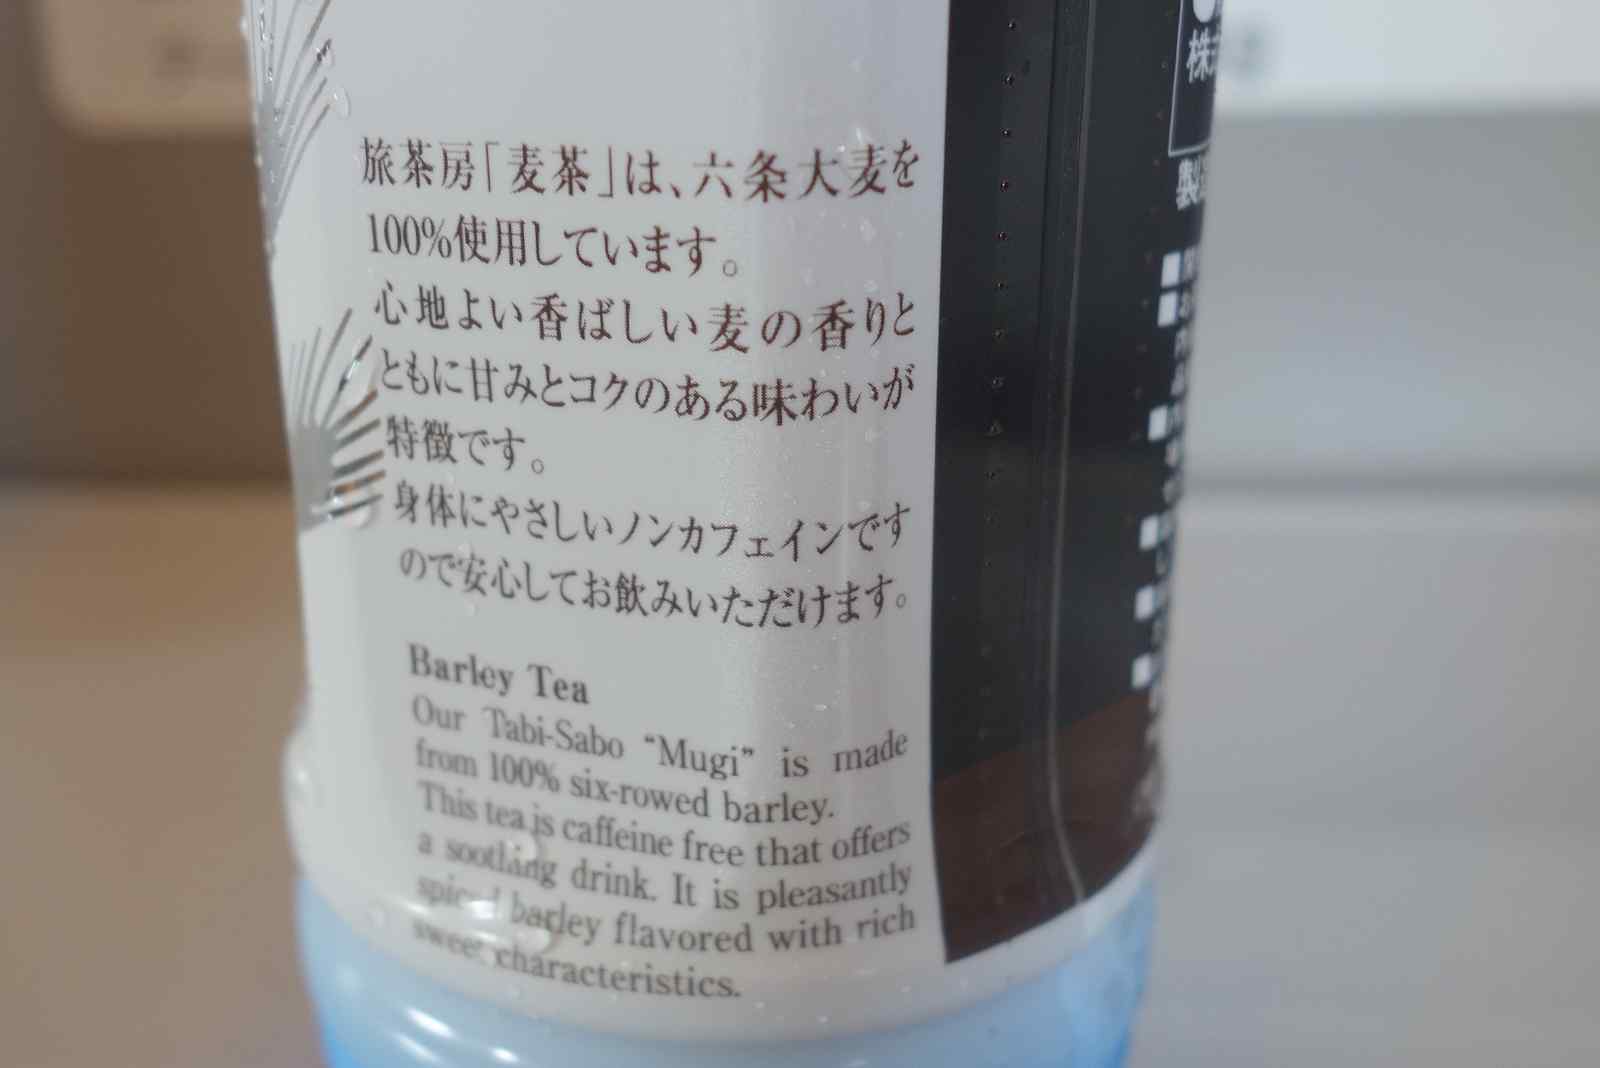 旅茶房「麦茶」は、六条大麦を
100%使用しています。
心地よい香ばしい麦の香りと
ともに甘みとコクのある味わいが
特徴です。
身体にやさしいノンカフェインです
ので安心してお飲みいただけます。
Barley Tea
Our Tabi-Sabo “Mugi” is made
from 100% six-rowed barley.
This tea is caffeine free that offers
a soothing drink. It is pleasantly
spiced barley flavored with rich
sweet characteristics.
株
製